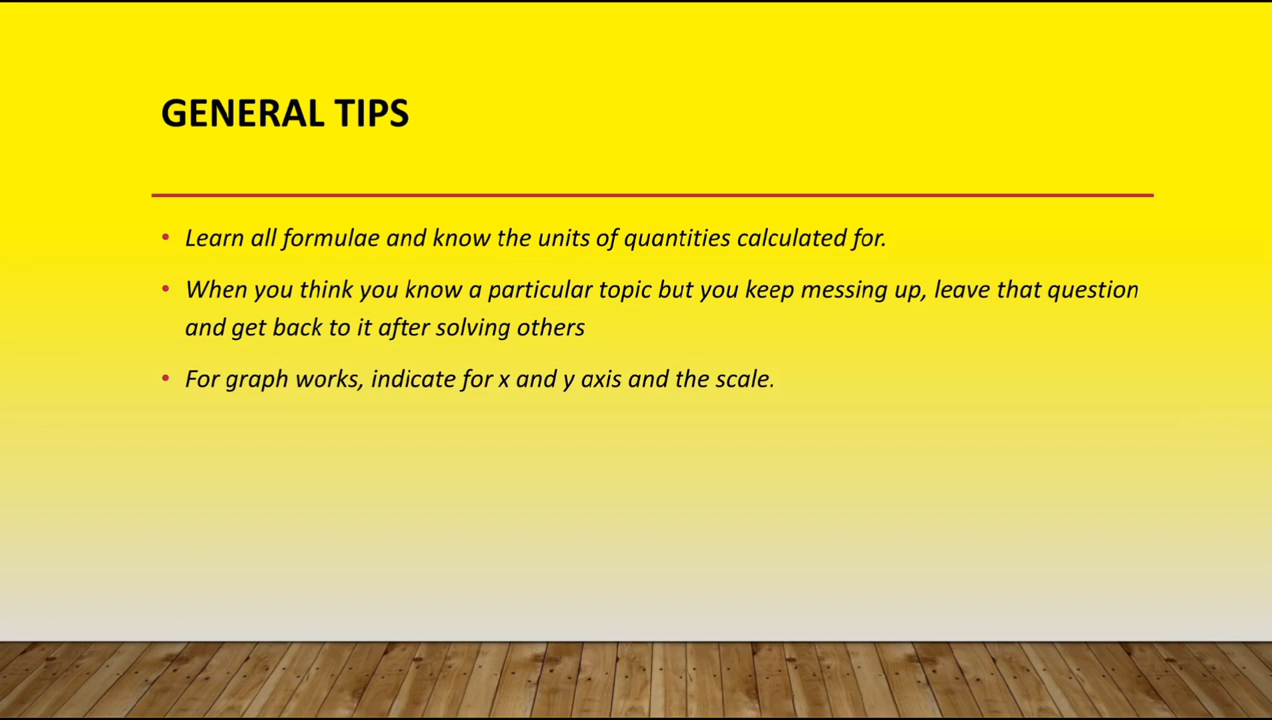 GENERAL TIPS
• Learn all formulae and know the units of quantities calculated for.
• When you think you know a particular topic but you keep messing up, leave that question
and get back to it after solving others
• For graph works, indicate for x and y axis and the scale.